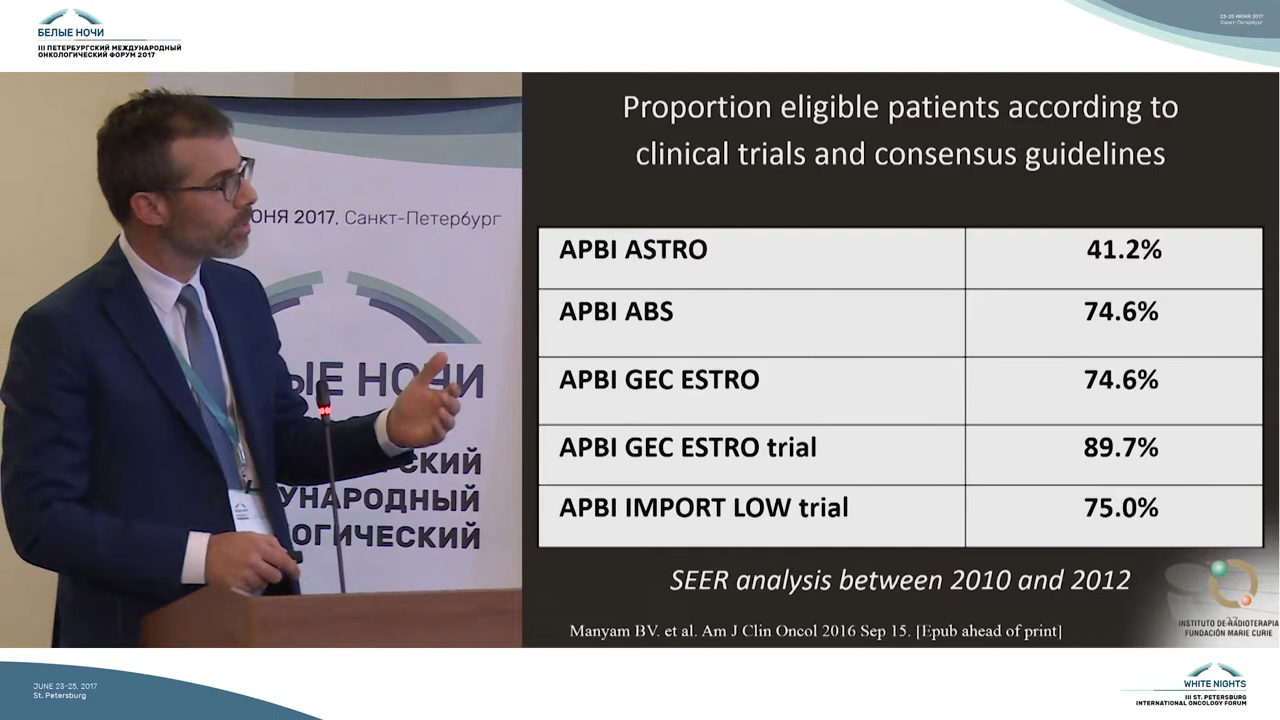 БЕЛЫЕ НОЧИ
III ПЕТЕРБУРГСКИЙ МЕЖДУНАРОДНЫЙ
ОНКОЛОГИЧЕСКИЙ ФОРУМ 2017
23-25 ИЮНЯ 2017
Санкт-Петербург
ЮНЯ 2017, Санкт-Петербург
ЫЕ НОЧИ
СКИЙ
УНАРОДНЫЙ
ОГИЧЕСКИЙ
Proportion eligible patients according to
clinical trials and consensus guidelines
APBI ASTRO 41.2%
APBI ABS 74.6%
APBI GEC ESTRO 74.6%
APBI GEC ESTRO trial 89.7%
APBI IMPORT LOW trial 75.0%
SEER analysis between 2010 and 2012
Manyam BV. et al. Am J Clin Oncol 2016 Sep 15. [Epub ahead of print]
INSTITUTO DE RADIOTERAPIA
FUNDACIÓN MARIE CURIE
JUNE 23-25, 2017
St. Petersburg
WHITE NIGHTS
III ST. PETERSBURG
INTERNATIONAL ONCOLOGY FORUM